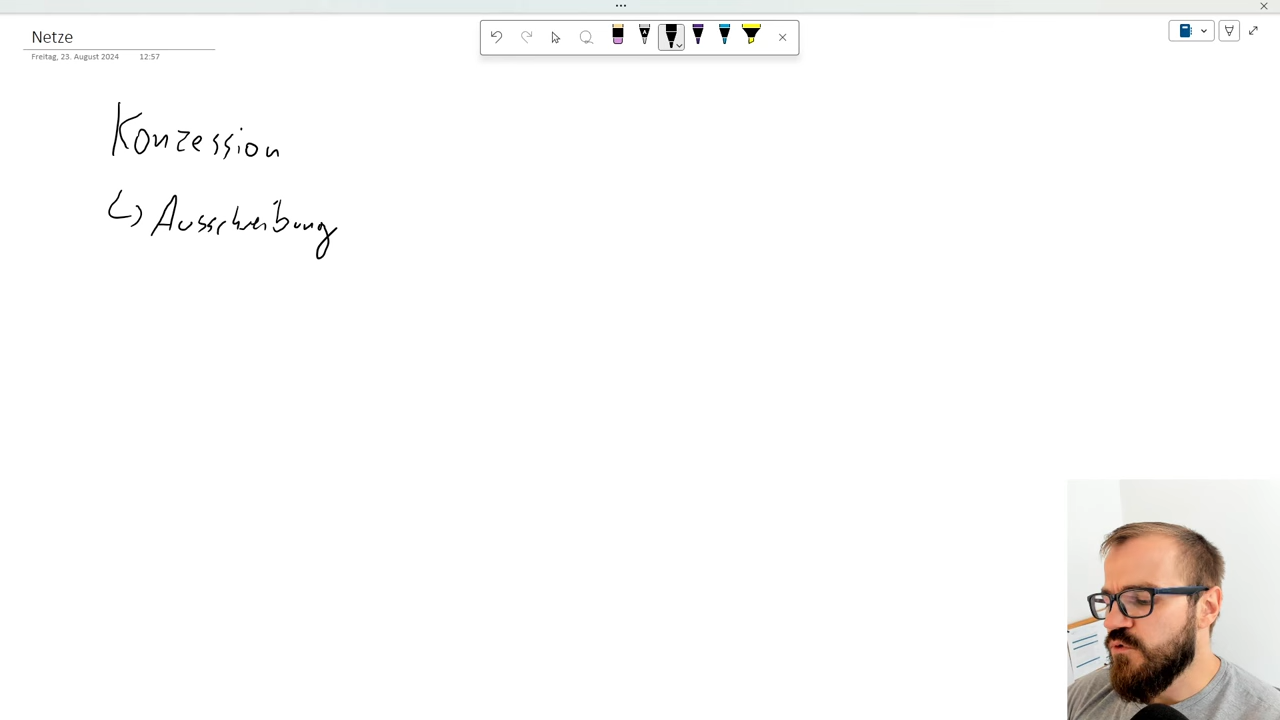 Netze
Freitag, 23. August 2024 12:57
Konzession
↳ Ausschreibung